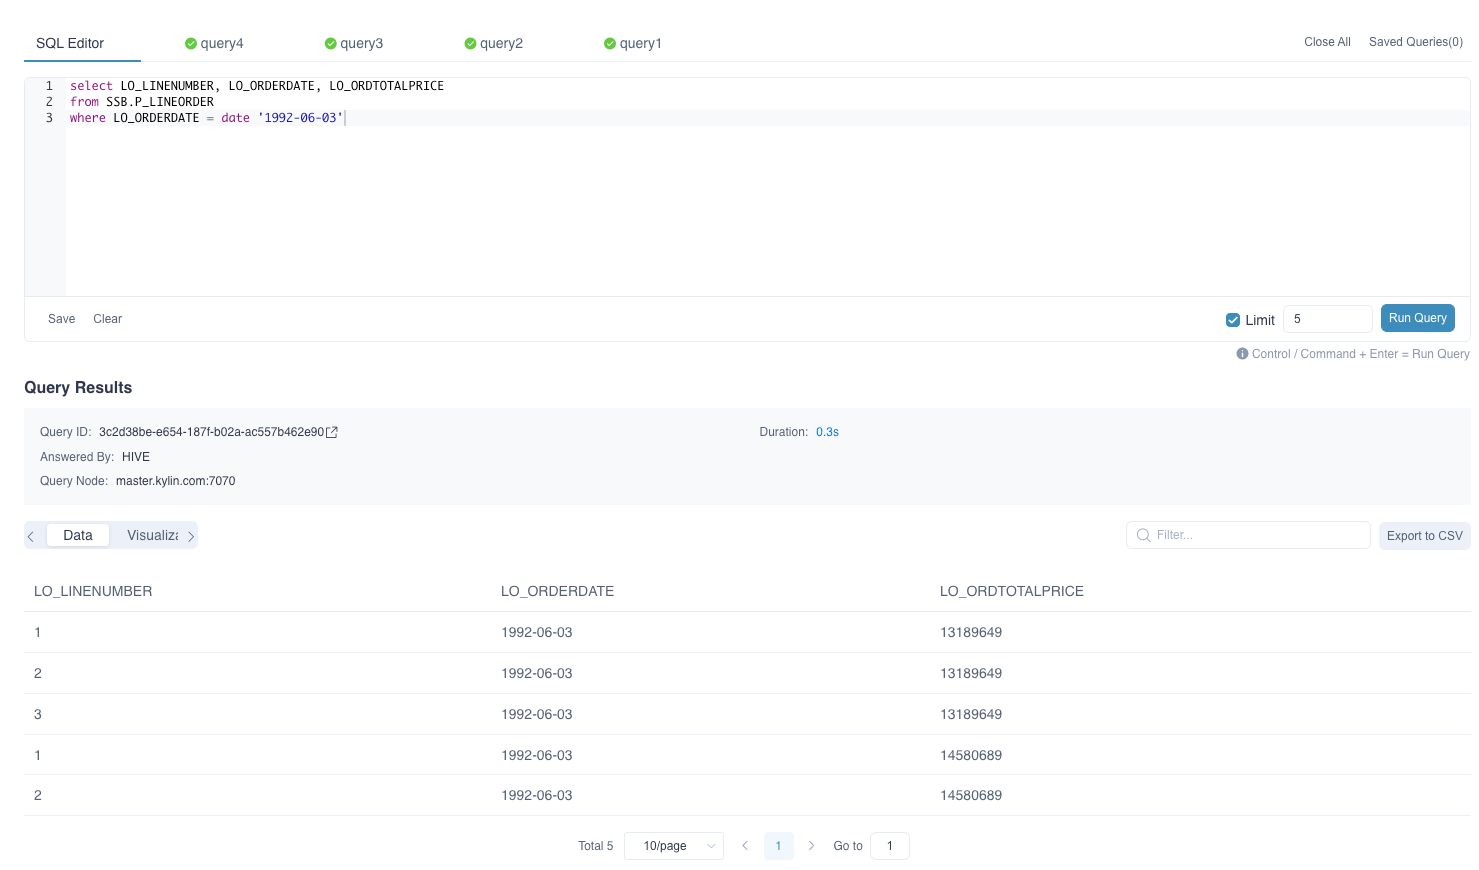 SQL Editor query4 query3 query2 query1 Close All Saved Queries(0)
1 select LO_LINENUMBER, LO_ORDERDATE, LO_ORDTOTALPRICE
2 from SSB.P_LINEORDER
3 where LO_ORDERDATE = date '1992-06-03'
Save Clear Limit 5 Run Query
Control / Command + Enter = Run Query
Query Results
Query ID: 3c2d38be-e654-187f-b02a-ac557b462e90 Duration: 0.3s
Answered By: HIVE
Query Node: master.kylin.com:7070
Data Visualiza Filter... Export to CSV
LO_LINENUMBER LO_ORDERDATE LO_ORDTOTALPRICE
1 1992-06-03 13189649
2 1992-06-03 13189649
3 1992-06-03 13189649
1 1992-06-03 14580689
2 1992-06-03 14580689
Total 5 10/page 1 Go to 1